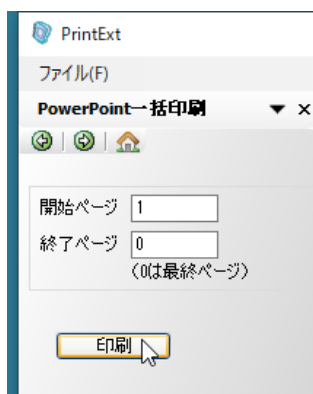 PrintExt
ファイル(F)
PowerPoint一括印刷
開始ページ 1
終了ページ 0
(0は最終ページ)
印刷